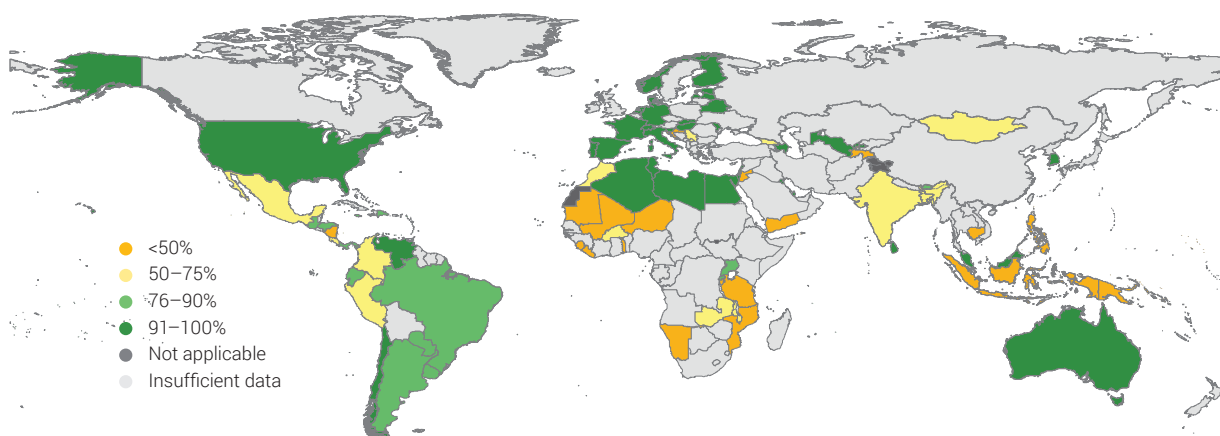 <50%
50–75%
76–90%
91–100%
Not applicable
Insufficient data